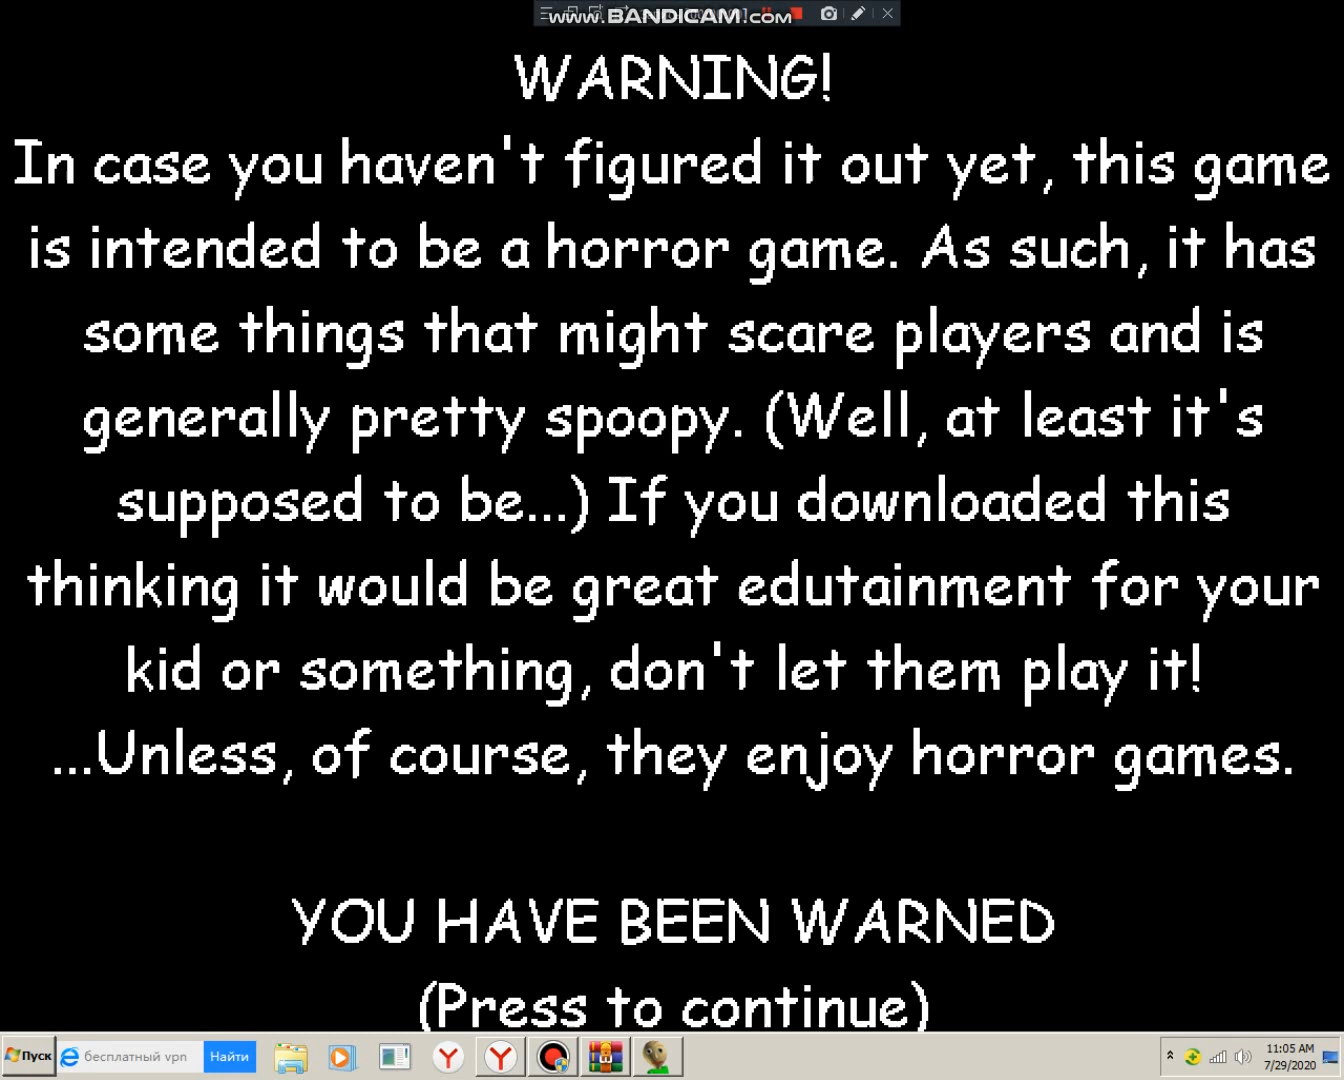 www.BANDICAM.com
WARNING!
In case you haven't figured it out yet, this game
is intended to be a horror game. As such, it has
some things that might scare players and is
generally pretty spoopy. (Well, at least it's
supposed to be...) If you downloaded this
thinking it would be great edutainment for your
kid or something, don't let them play it!
...Unless, of course, they enjoy horror games.
YOU HAVE BEEN WARNED
(Press to continue)
Пуск
бесплатный vpn
Найти
11:05 AM
7/29/2020